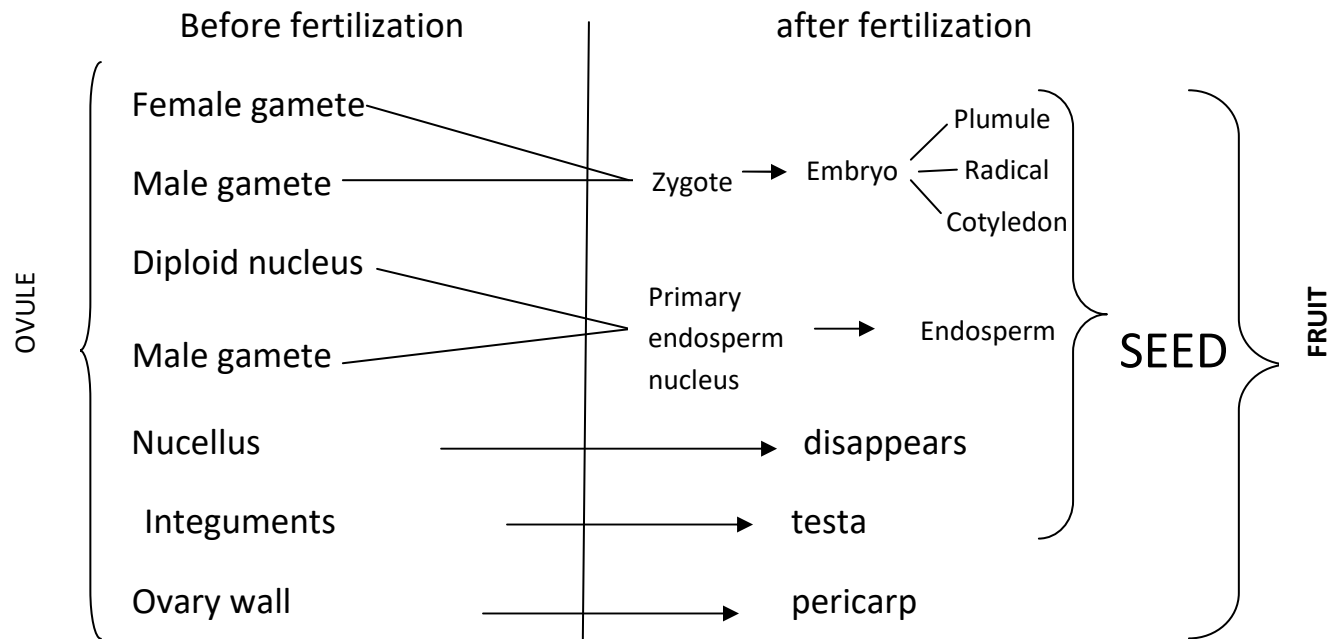 Before fertilization after fertilization
Female gamete
Plumule
Male gamete Zygote Embryo Radical
Cotyledon
Diploid nucleus
OVULE
Primary
endosperm
nucleus
Endosperm
SEED
FRUIT
Male gamete
Nucellus disappears
Integuments testa
Ovary wall pericarp